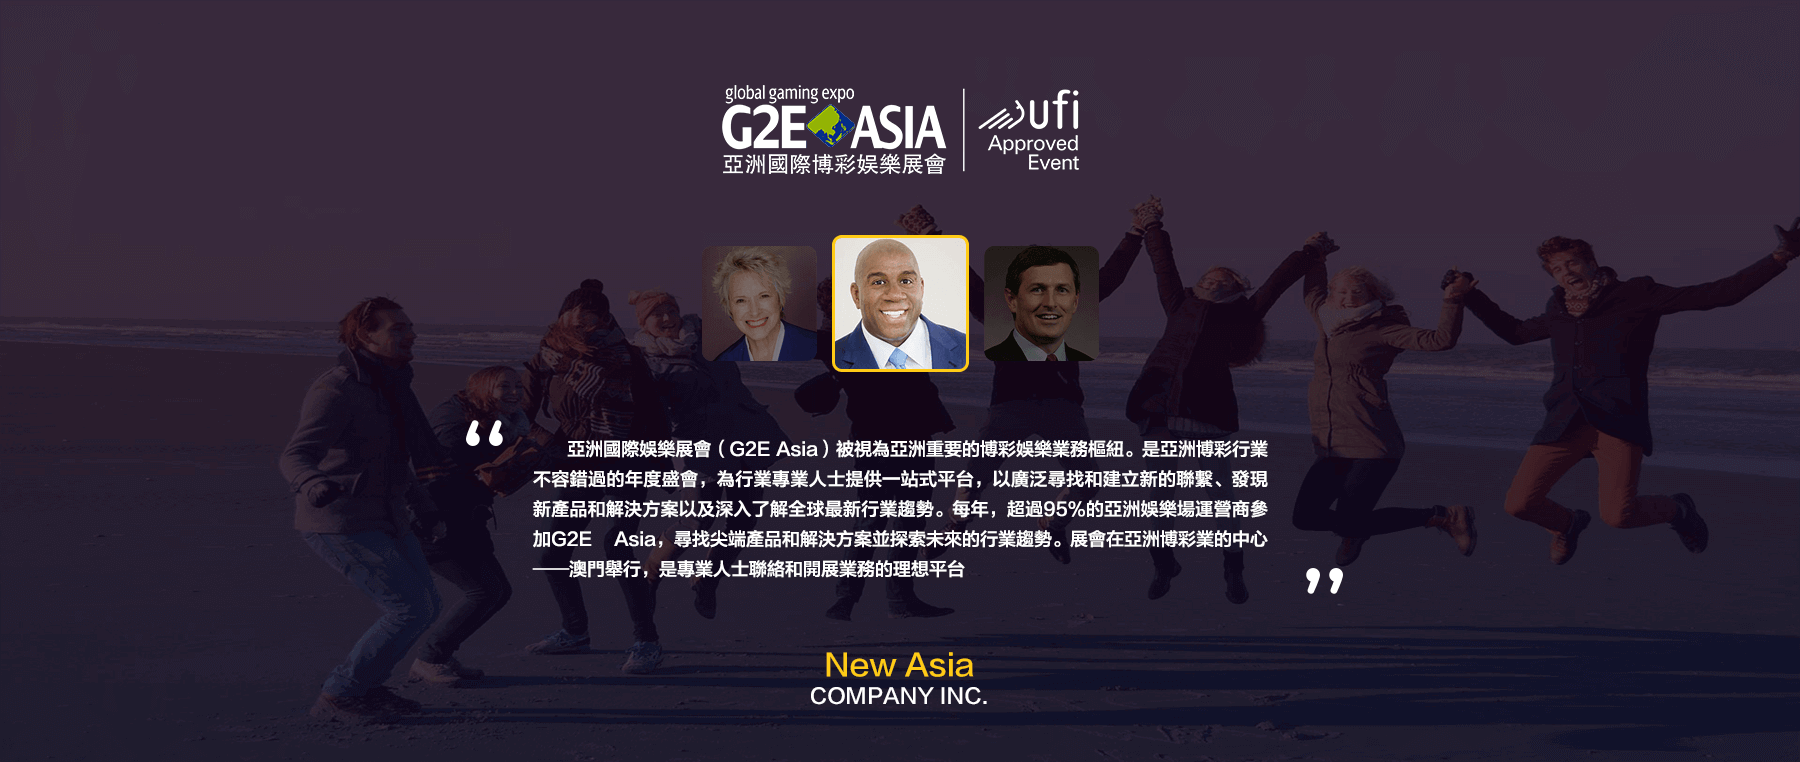 global gaming expo
G2E ASIA
亞洲國際博彩娛樂展會
ufi
Approved
Event
亞洲國際娛樂展會（G2E Asia）被視為亞洲重要的博彩娛樂業務樞紐。是亞洲博彩行業
不容錯過的年度盛會，為行業專業人士提供一站式平台，以廣泛尋找和建立新的聯繫、發現
新產品和解決方案以及深入了解全球最新行業趨勢。每年，超過95%的亞洲娛樂場運營商參
加G2E Asia，尋找尖端產品和解決方案並探索未來的行業趨勢。展會在亞洲博彩業的中心
——澳門舉行，是專業人士聯絡和開展業務的理想平台
New Asia
COMPANY INC.